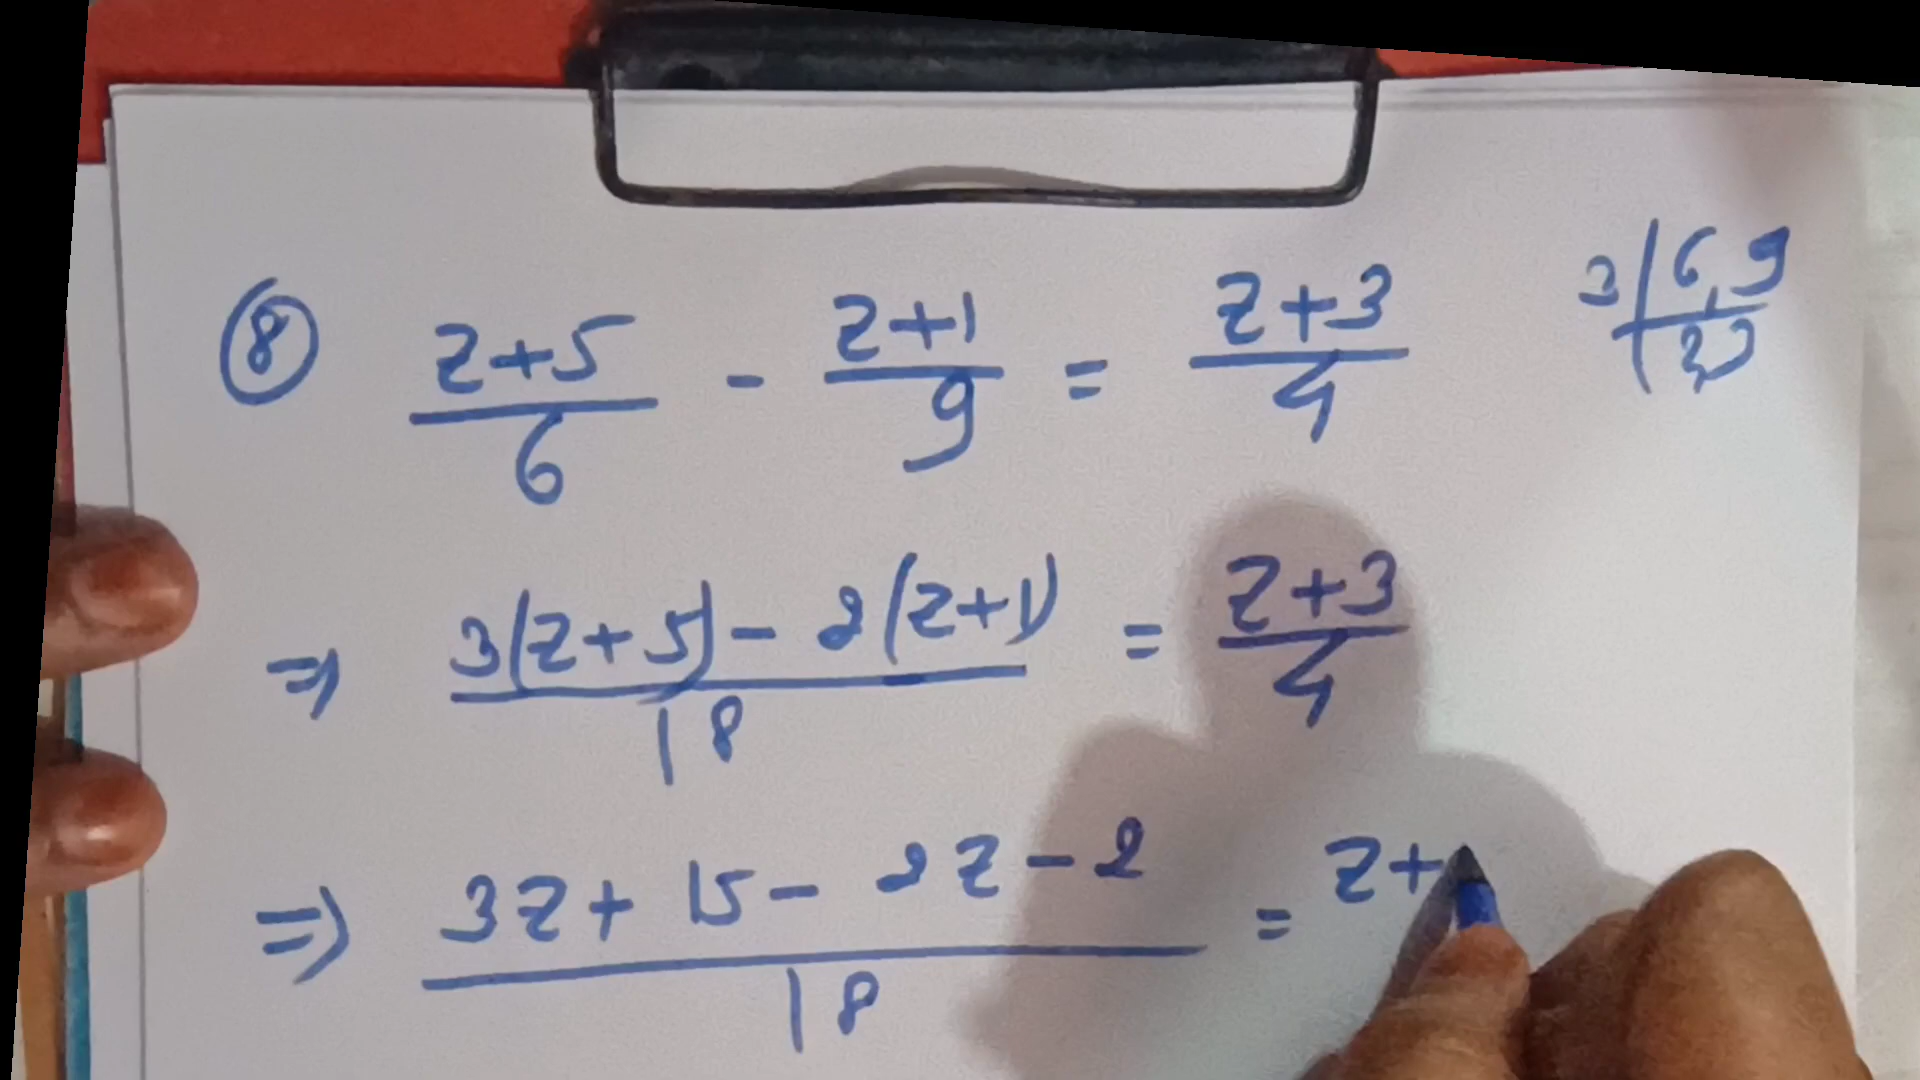 ⑧ (z+5)/6 - (z+1)/9 = (z+3)/4
3 | 6, 9
2, 3
⇒ (3(z+5) - 2(z+1))/18 = (z+3)/4
⇒ (3z+15-2z-2)/18 = z+